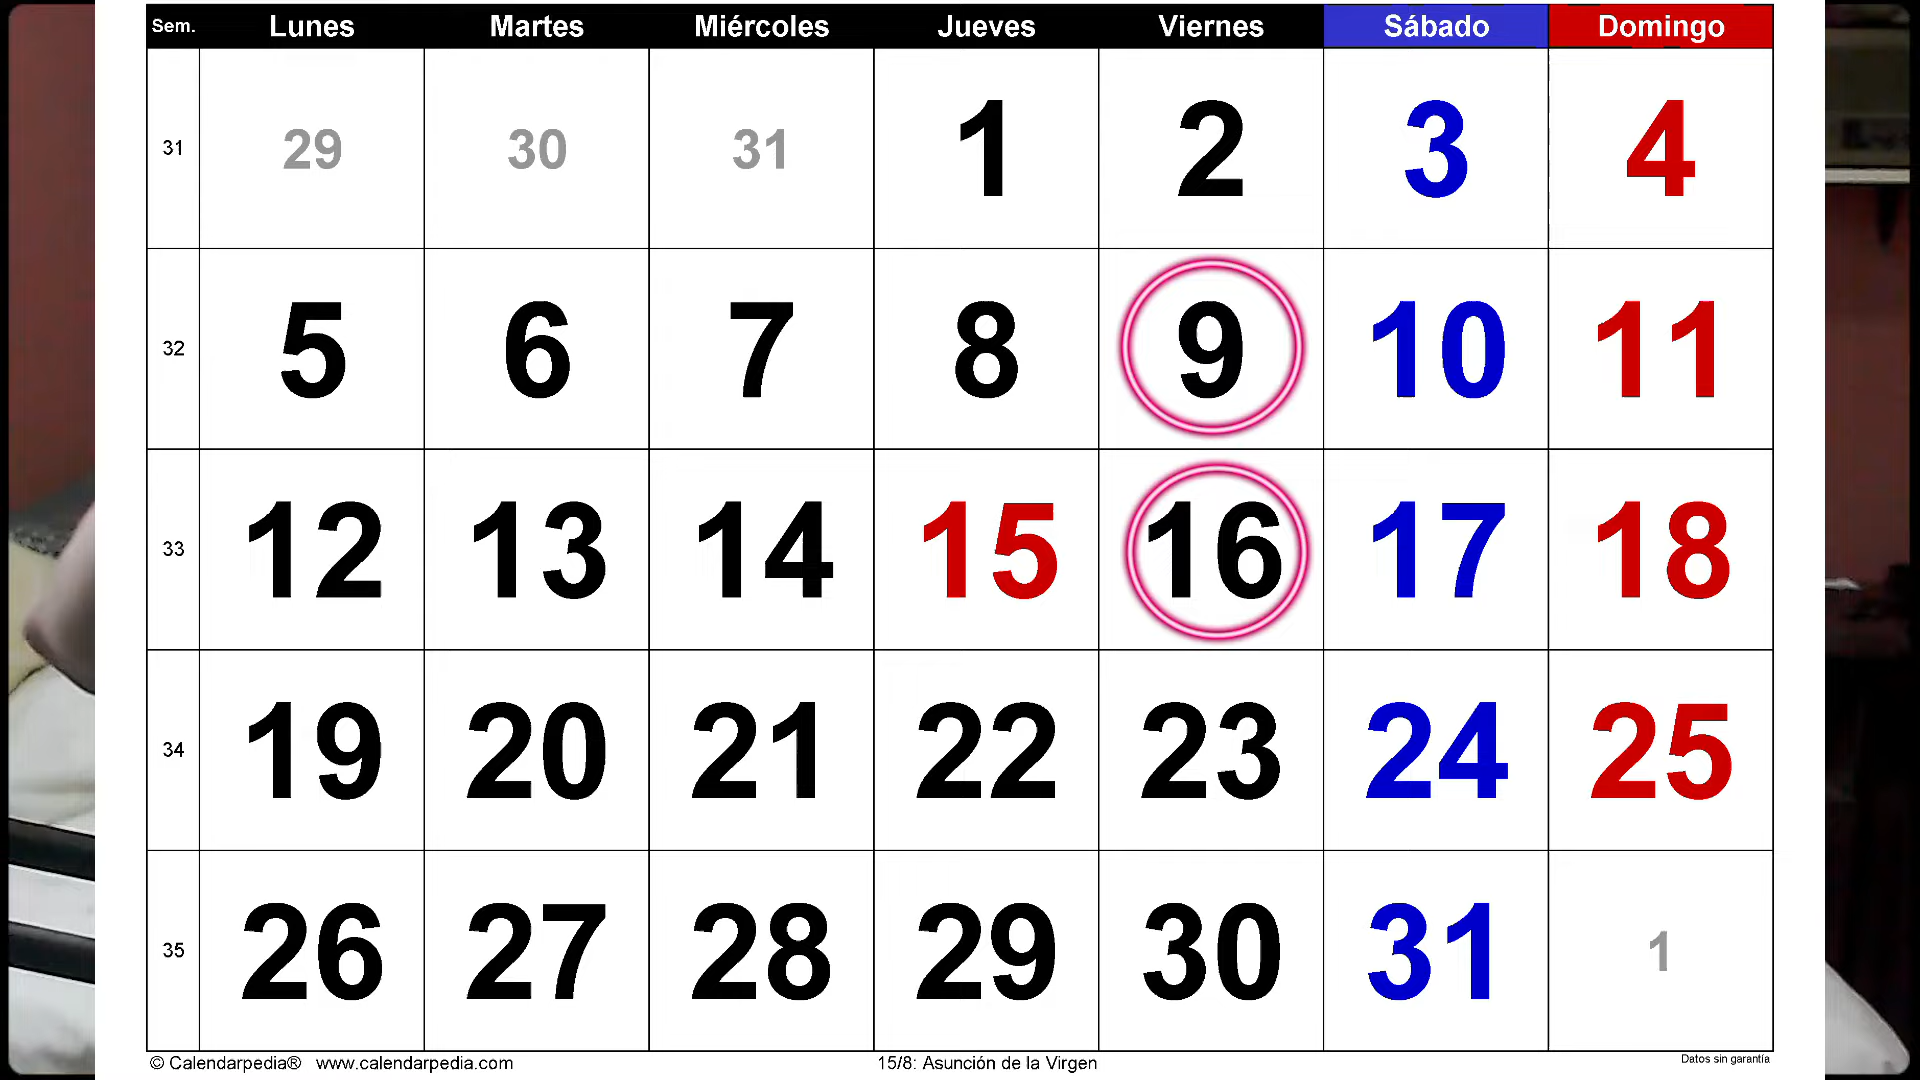 Sem. Lunes Martes Miércoles Jueves Viernes Sábado Domingo
31 29 30 31 1 2 3 4
32 5 6 7 8 9 10 11
33 12 13 14 15 16 17 18
34 19 20 21 22 23 24 25
35 26 27 28 29 30 31 1
© Calendarpedia® www.calendarpedia.com 15/8: Asunción de la Virgen Datos sin garantía